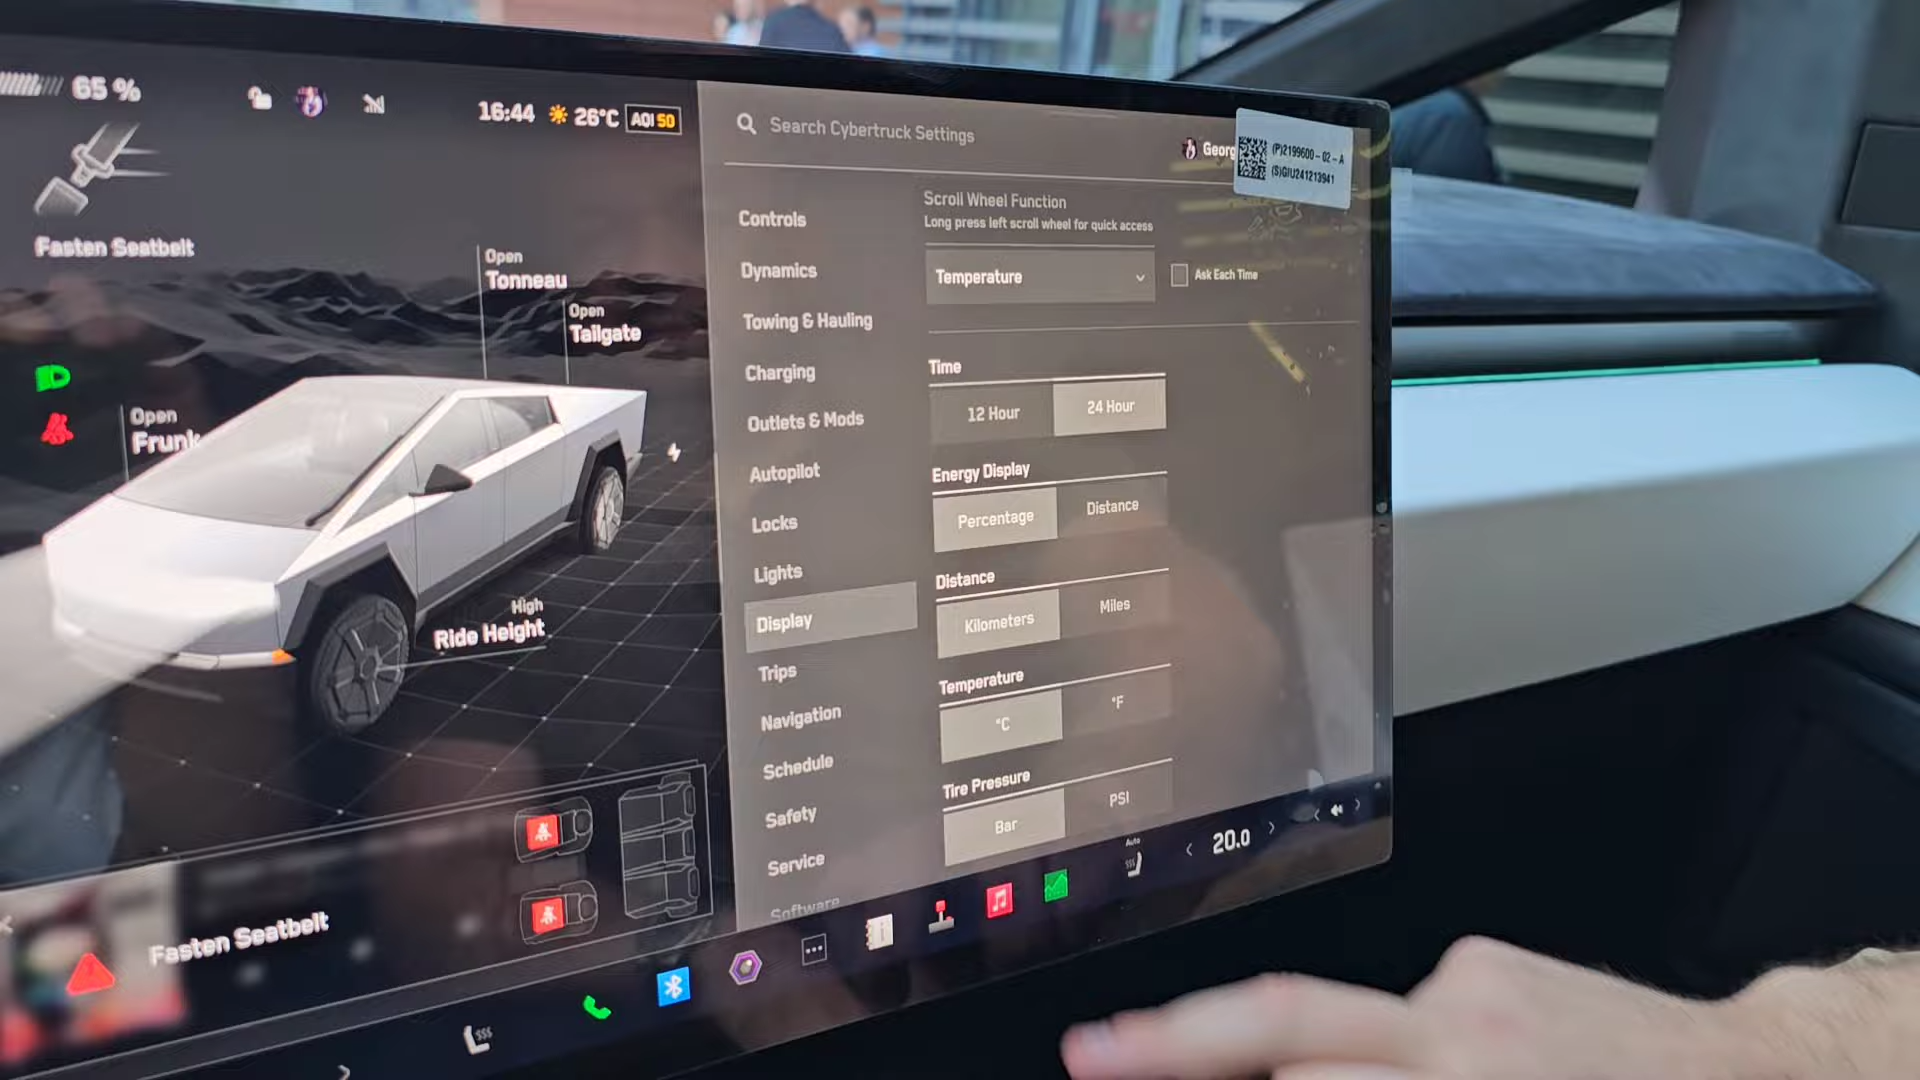 65 %
16:44
26°C
AQI 50
Fasten Seatbelt
Open
Tonneau
Open
Tailgate
Open
Frunk
High
Ride Height
Fasten Seatbelt
Search Cybertruck Settings
Georg
(P)2199600-02-A
(S)GIU241213941
Controls
Dynamics
Towing & Hauling
Charging
Outlets & Mods
Autopilot
Locks
Lights
Display
Trips
Navigation
Schedule
Safety
Service
Software
Scroll Wheel Function
Long press left scroll wheel for quick access
Temperature
Ask Each Time
Time
12 Hour
24 Hour
Energy Display
Percentage
Distance
Distance
Kilometers
Miles
Temperature
°C
°F
Tire Pressure
Bar
PSI
Auto
20.0